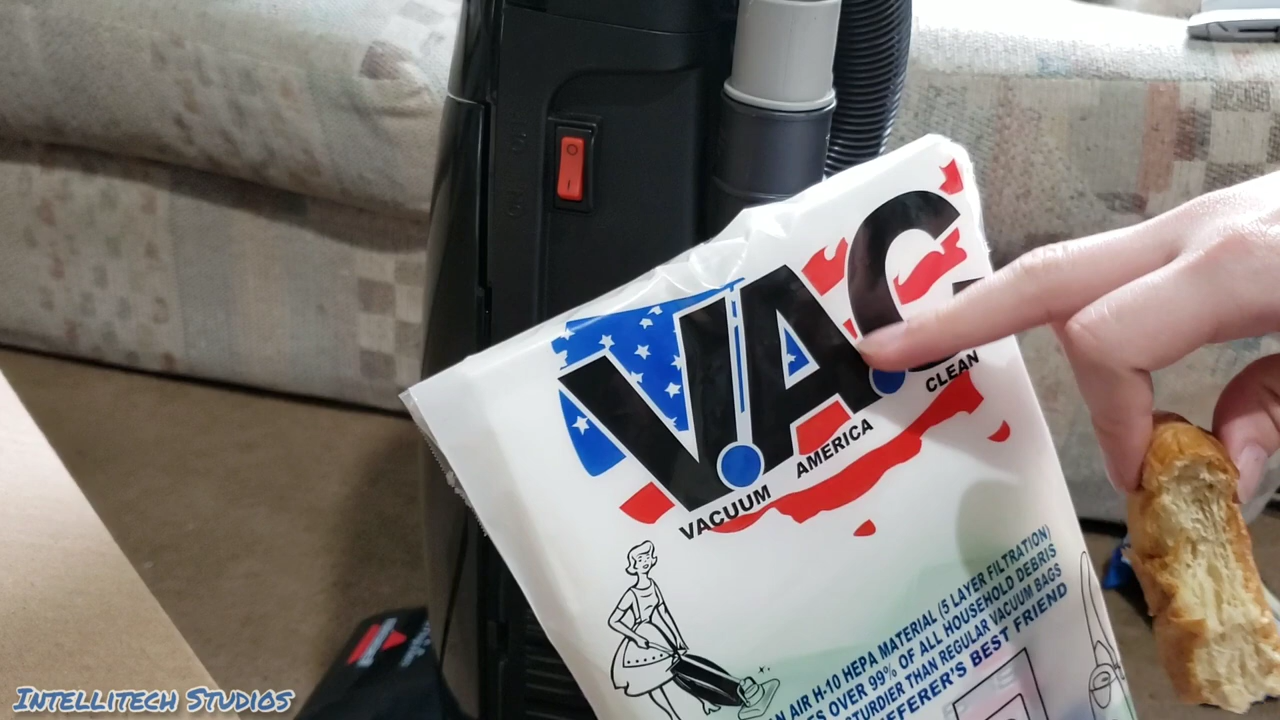 V.A.C.
VACUUM AMERICA CLEAN
AIR H-10 HEPA MATERIAL (5 LAYER FILTRATION)
OVER 99% OF ALL HOUSEHOLD DEBRIS
STURDIER THAN REGULAR VACUUM BAGS
BEST FRIEND
INTELLITECH STUDIOS